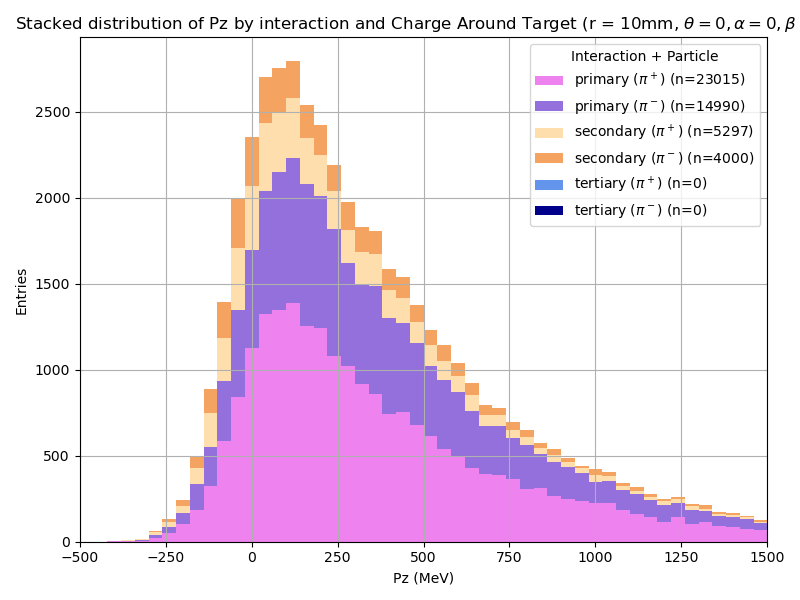 Stacked distribution of Pz by interaction and Charge Around Target (r = 10mm, θ = 0, α = 0, β
Interaction + Particle
primary (π⁺) (n=23015)
primary (π⁻) (n=14990)
secondary (π⁺) (n=5297)
secondary (π⁻) (n=4000)
tertiary (π⁺) (n=0)
tertiary (π⁻) (n=0)
Entries
2500
2000
1500
1000
500
0
−500
−250
0
250
500
750
1000
1250
1500
Pz (MeV)